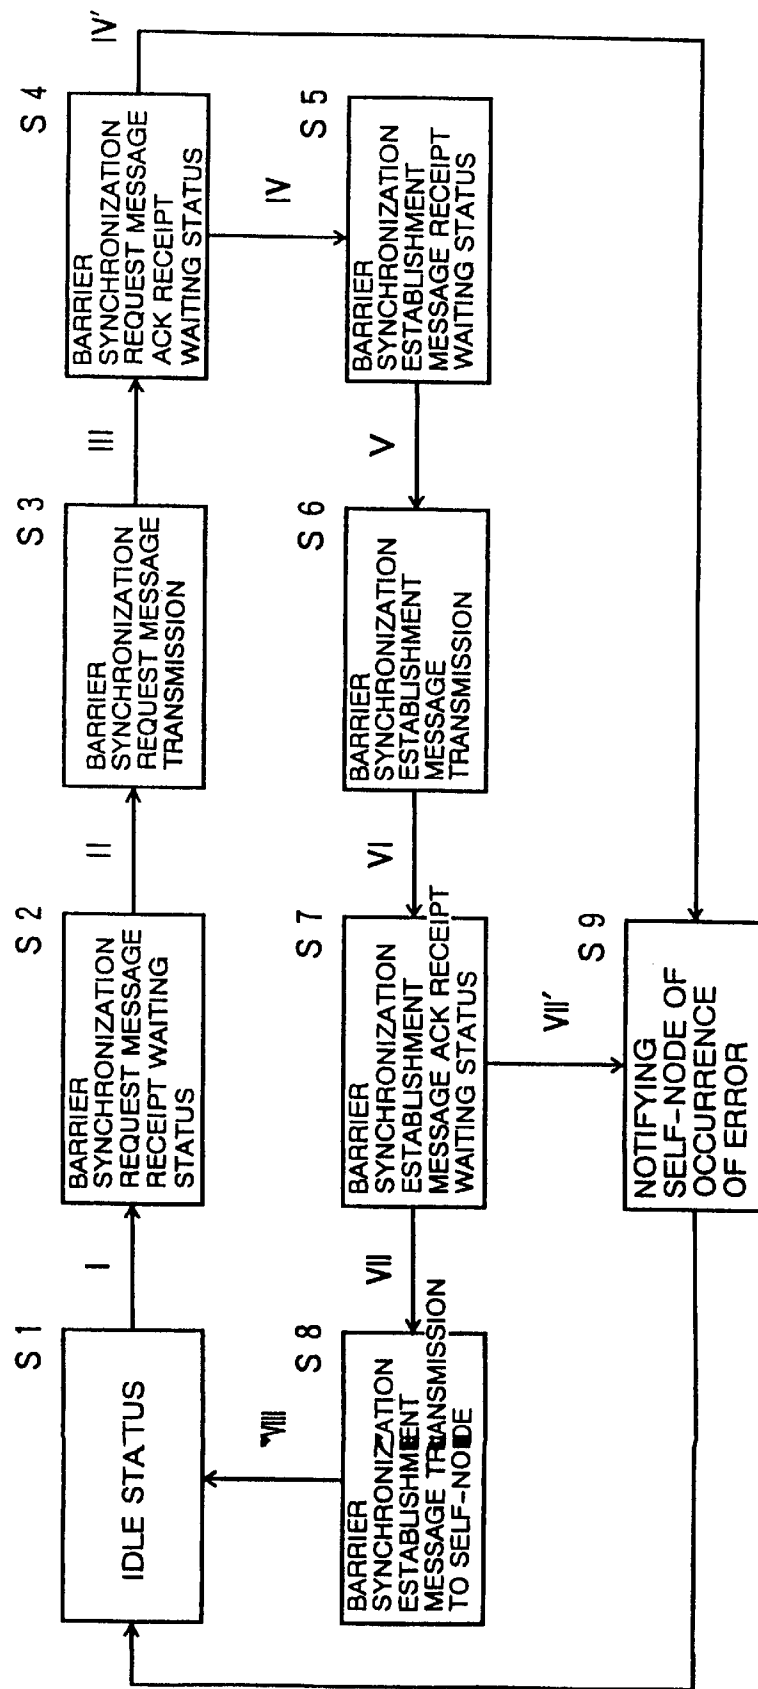 S 1
IDLE STATUS
I
S 2
BARRIER
SYNCHRONIZATION
REQUEST MESSAGE
RECEIPT WAITING
STATUS
II
S 3
BARRIER
SYNCHRONIZATION
REQUEST MESSAGE
TRANSMISSION
III
S 4
BARRIER
SYNCHRONIZATION
REQUEST MESSAGE
ACK RECEIPT
WAITING STATUS
IV'
IV
S 5
BARRIER
SYNCHRONIZATION
ESTABLISHMENT
MESSAGE RECEIPT
WAITING STATUS
V
S 6
BARRIER
SYNCHRONIZATION
ESTABLISHMENT
MESSAGE
TRANSMISSION
VI
S 7
BARRIER
SYNCHRONIZATION
ESTABLISHMENT
MESSAGE ACK RECEIPT
WAITING STATUS
VII
S 8
BARRIER
SYNCHRONIZATION
ESTABLISHMENT
MESSAGE TRANSMISSION
TO SELF-NODE
VIII
VII'
S 9
NOTIFYING
SELF-NODE OF
OCCURRENCE
OF ERROR